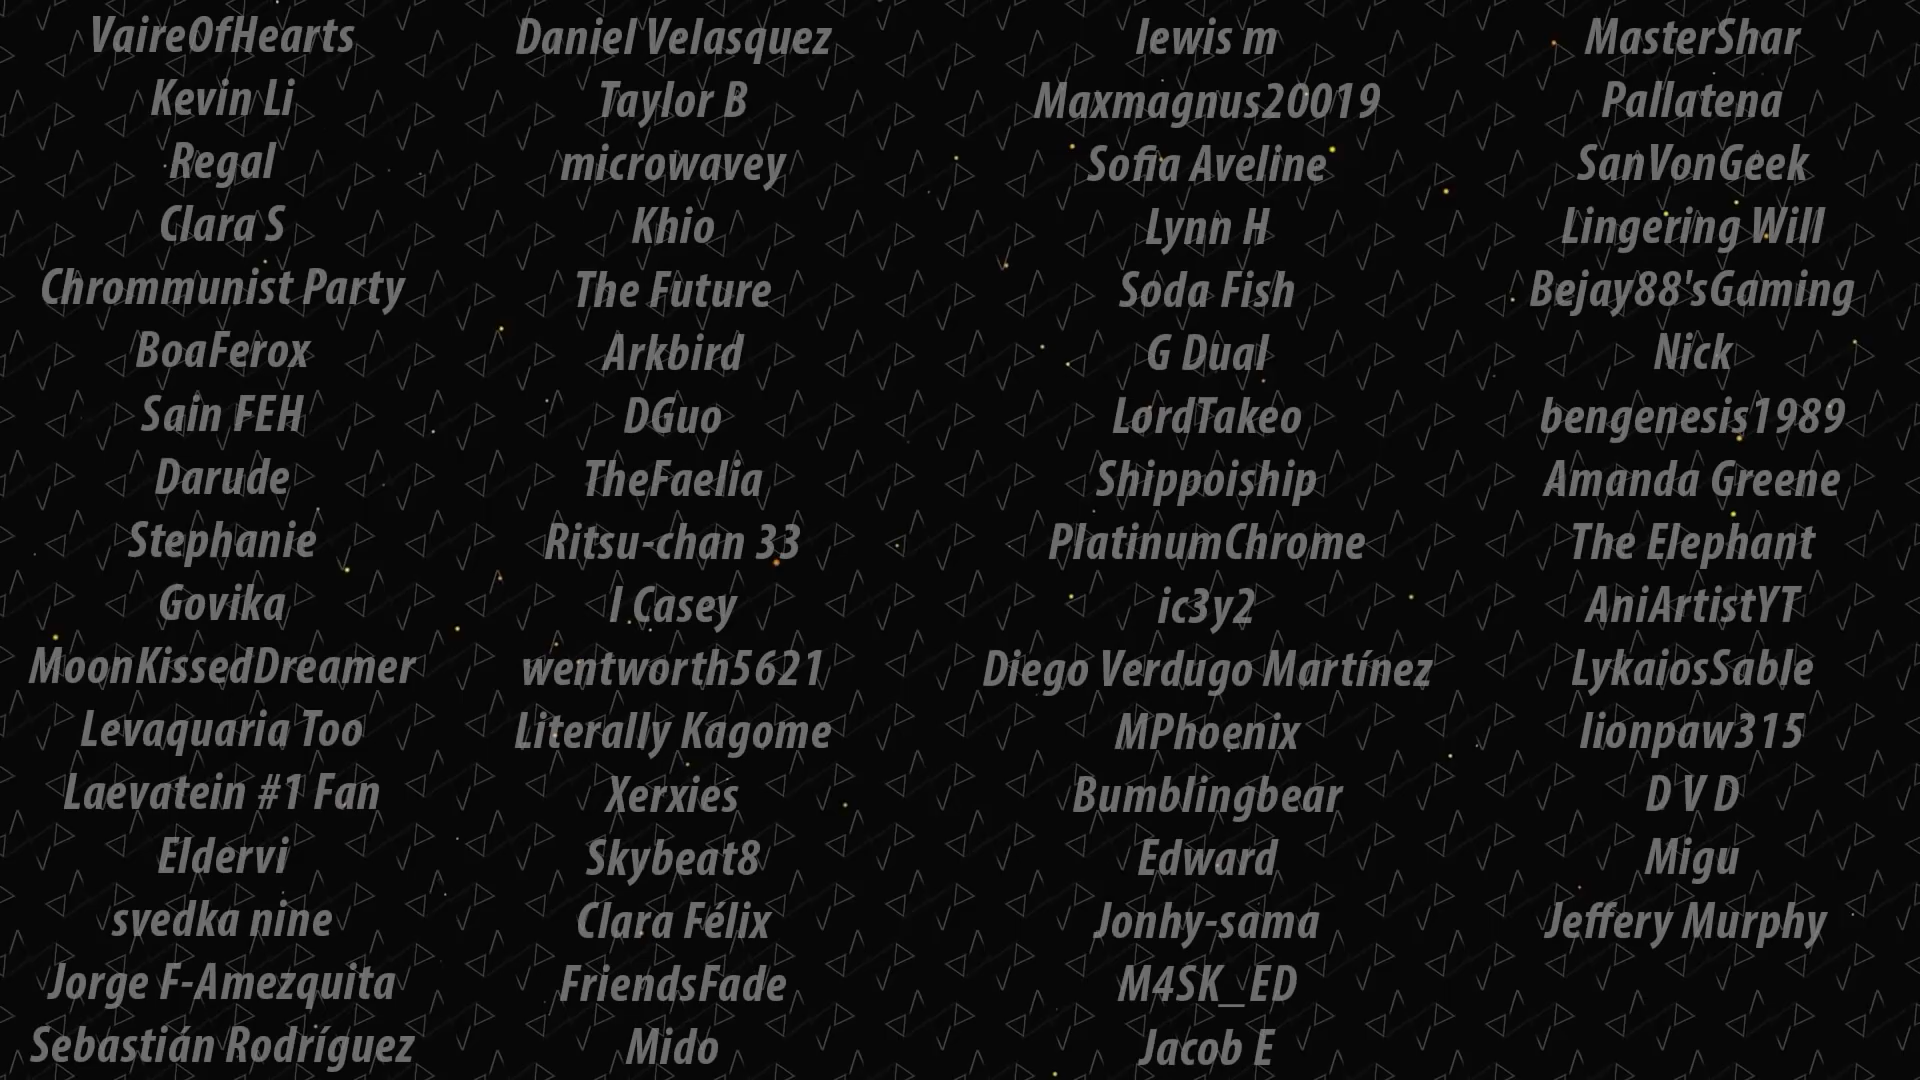 VaireOfHearts
Kevin Li
Regal
Clara S
Chrommunist Party
BoaFerox
Sain FEH
Darude
Stephanie
Govika
MoonKissedDreamer
Levaquaria Too
Laevatein #1 Fan
Eldervi
svedka nine
Jorge F-Amezquita
Sebastián Rodríguez
Daniel Velasquez
Taylor B
microwavey
Khio
The Future
Arkbird
DGuo
TheFaelia
Ritsu-chan 33
I Casey
wentworth5621
Literally Kagome
Xerxies
Skybeat8
Clara Félix
FriendsFade
Mido
lewis m
Maxmagnus20019
Sofia Aveline
Lynn H
Soda Fish
G Dual
LordTakeo
Shippoiship
PlatinumChrome
ic3y2
Diego Verdugo Martínez
MPhoenix
Bumblingbear
Edward
Jonhy-sama
M4SK_ED
Jacob E
MasterShar
Pallatena
SanVonGeek
Lingering Will
Bejay88'sGaming
Nick
bengenesis1989
Amanda Greene
The Elephant
AniArtistYT
LykaiosSable
lionpaw315
D V D
Migu
Jeffery Murphy